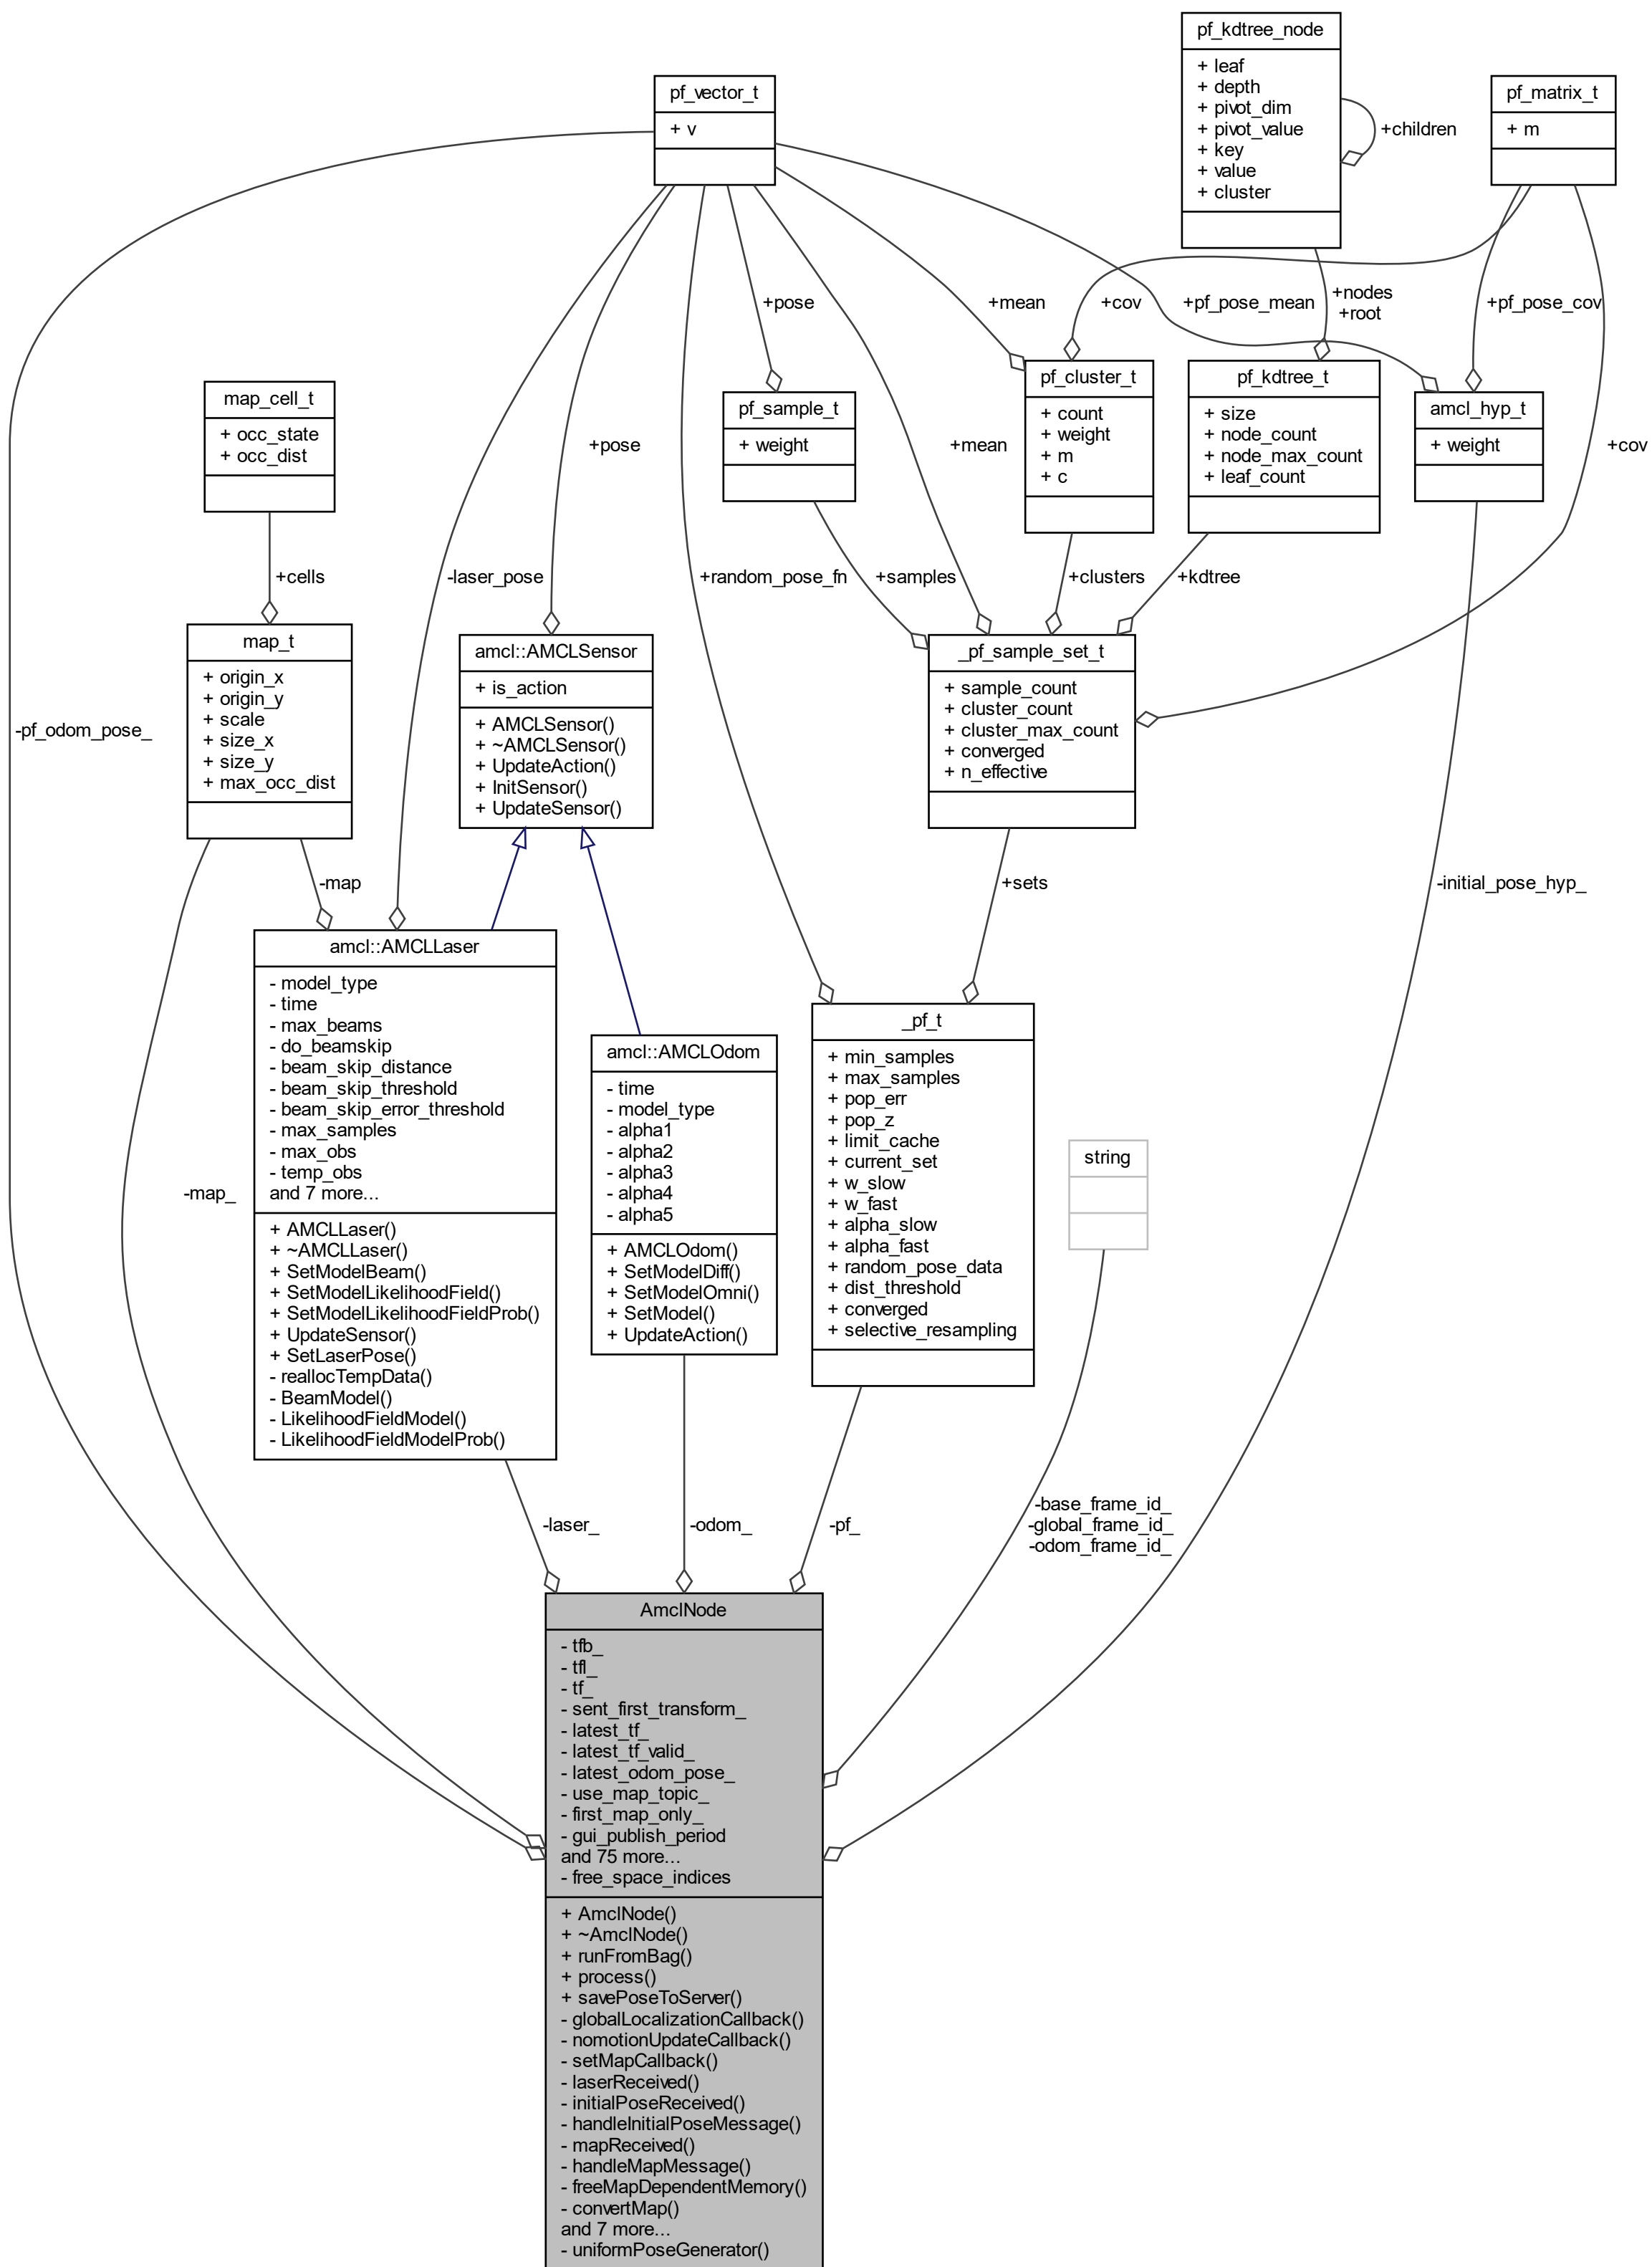 pf_kdtree_node
+ leaf
+ depth
+ pivot_dim
+ pivot_value
+ key
+ value
+ cluster
+children
pf_vector_t
+ v
pf_matrix_t
+ m
+pose
+mean
+cov
+pf_pose_mean
+nodes
+root
+pf_pose_cov
map_cell_t
+ occ_state
+ occ_dist
+pose
pf_sample_t
+ weight
+mean
pf_cluster_t
+ count
+ weight
+ m
+ c
pf_kdtree_t
+ size
+ node_count
+ node_max_count
+ leaf_count
amcl_hyp_t
+ weight
+cov
+cells
-laser_pose
+random_pose_fn
+samples
+clusters
+kdtree
-pf_odom_pose_
map_t
+ origin_x
+ origin_y
+ scale
+ size_x
+ size_y
+ max_occ_dist
amcl::AMCLSensor
+ is_action
+ AMCLSensor()
+ ~AMCLSensor()
+ UpdateAction()
+ InitSensor()
+ UpdateSensor()
_pf_sample_set_t
+ sample_count
+ cluster_count
+ cluster_max_count
+ converged
+ n_effective
-map
+sets
-initial_pose_hyp_
-map_
amcl::AMCLLaser
- model_type
- time
- max_beams
- do_beamskip
- beam_skip_distance
- beam_skip_threshold
- beam_skip_error_threshold
- max_samples
- max_obs
- temp_obs
and 7 more...
+ AMCLLaser()
+ ~AMCLLaser()
+ SetModelBeam()
+ SetModelLikelihoodField()
+ SetModelLikelihoodFieldProb()
+ UpdateSensor()
+ SetLaserPose()
- reallocTempData()
- BeamModel()
- LikelihoodFieldModel()
- LikelihoodFieldModelProb()
amcl::AMCLOdom
- time
- model_type
- alpha1
- alpha2
- alpha3
- alpha4
- alpha5
+ AMCLOdom()
+ SetModelDiff()
+ SetModelOmni()
+ SetModel()
+ UpdateAction()
_pf_t
+ min_samples
+ max_samples
+ pop_err
+ pop_z
+ limit_cache
+ current_set
+ w_slow
+ w_fast
+ alpha_slow
+ alpha_fast
+ random_pose_data
+ dist_threshold
+ converged
+ selective_resampling
string
-laser_
-odom_
-pf_
-base_frame_id_
-global_frame_id_
-odom_frame_id_
AmclNode
- tfb_
- tfl_
- tf_
- sent_first_transform_
- latest_tf_
- latest_tf_valid_
- latest_odom_pose_
- use_map_topic_
- first_map_only_
- gui_publish_period
and 75 more...
- free_space_indices
+ AmclNode()
+ ~AmclNode()
+ runFromBag()
+ process()
+ savePoseToServer()
- globalLocalizationCallback()
- nomotionUpdateCallback()
- setMapCallback()
- laserReceived()
- initialPoseReceived()
- handleInitialPoseMessage()
- mapReceived()
- handleMapMessage()
- freeMapDependentMemory()
- convertMap()
and 7 more...
- uniformPoseGenerator()